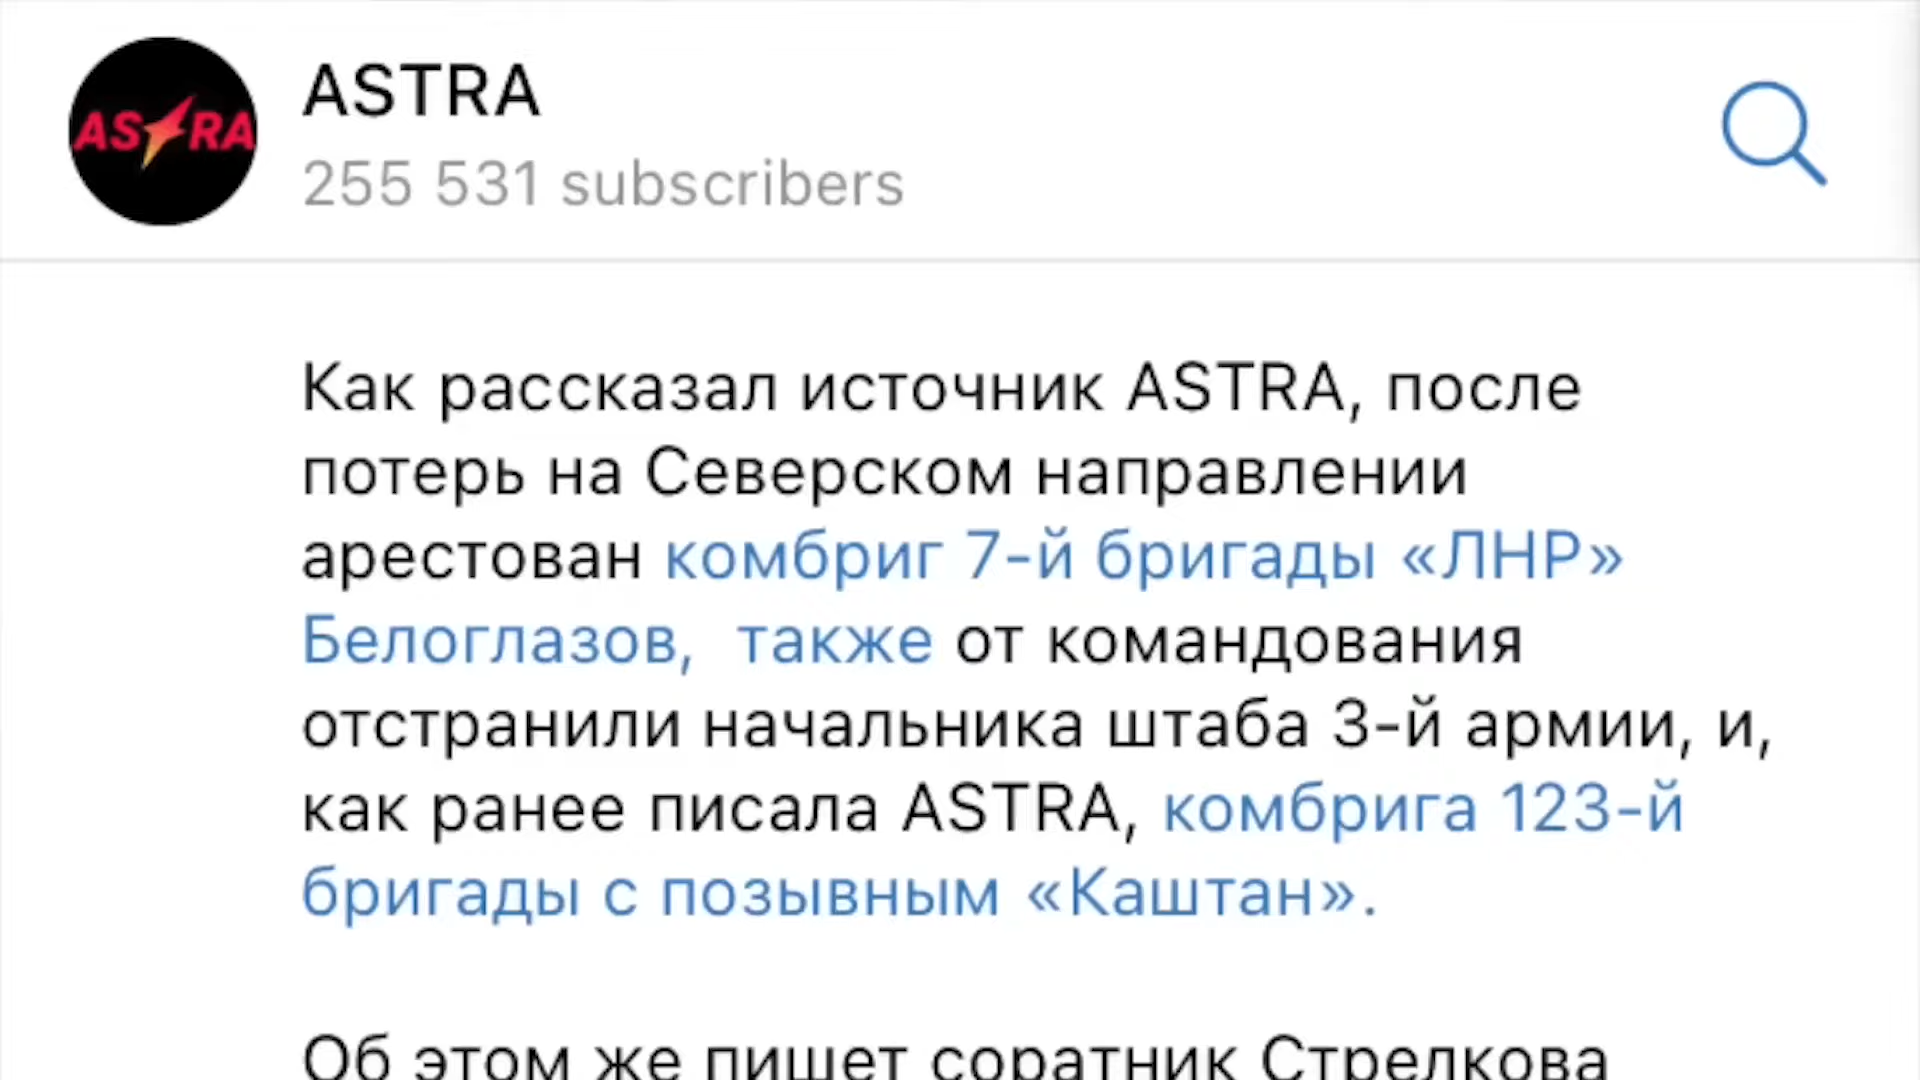 ASTRA
ASTRA
255 531 subscribers
Как рассказал источник ASTRA, после
потерь на Северском направлении
арестован комбриг 7-й бригады «ЛНР»
Белоглазов, также от командования
отстранили начальника штаба 3-й армии, и,
как ранее писала ASTRA, комбрига 123-й
бригады с позывным «Каштан».
Об этом же пишет соратник Стрелкова